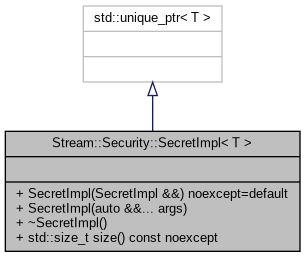 std::unique_ptr< T >
Stream::Security::SecretImpl< T >
+ SecretImpl(SecretImpl &&) noexcept=default
+ SecretImpl(auto &&... args)
+ ~SecretImpl()
+ std::size_t size() const noexcept